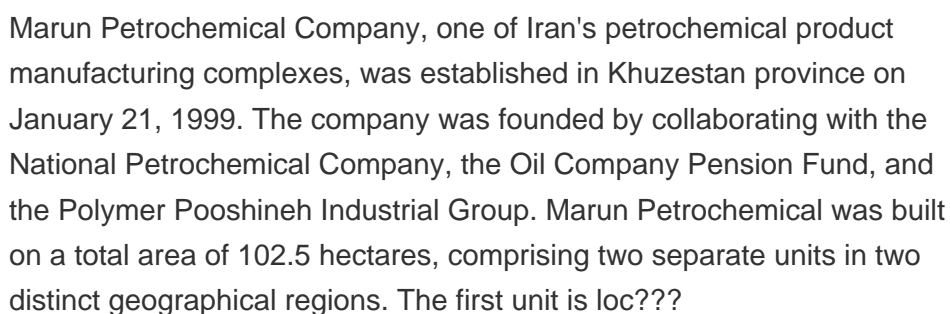 Marun Petrochemical Company, one of Iran's petrochemical product
manufacturing complexes, was established in Khuzestan province on
January 21, 1999. The company was founded by collaborating with the
National Petrochemical Company, the Oil Company Pension Fund, and
the Polymer Pooshineh Industrial Group. Marun Petrochemical was built
on a total area of 102.5 hectares, comprising two separate units in two
distinct geographical regions. The first unit is loc???